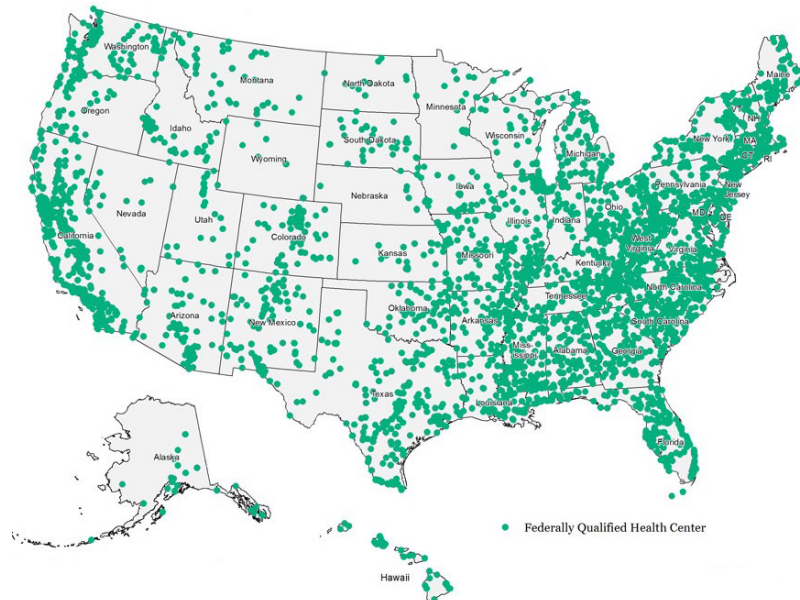 Washington
Montana
North Dakota
Minnesota
Maine
Oregon
Idaho
South Dakota
Wisconsin
Michigan
VT
NH
New York
MA
CT
RI
Wyoming
Nebraska
Iowa
Pennsylvania
New
Jersey
Nevada
Utah
Colorado
Illinois
Indiana
Ohio
MD
DE
California
Kansas
Missouri
West
Virginia
Virginia
Kentucky
Arizona
New Mexico
Oklahoma
Arkansas
Tennessee
North Carolina
South Carolina
Miss-
issippi
Alabama
Georgia
Texas
Louisiana
Florida
Alaska
Federally Qualified Health Center
Hawaii